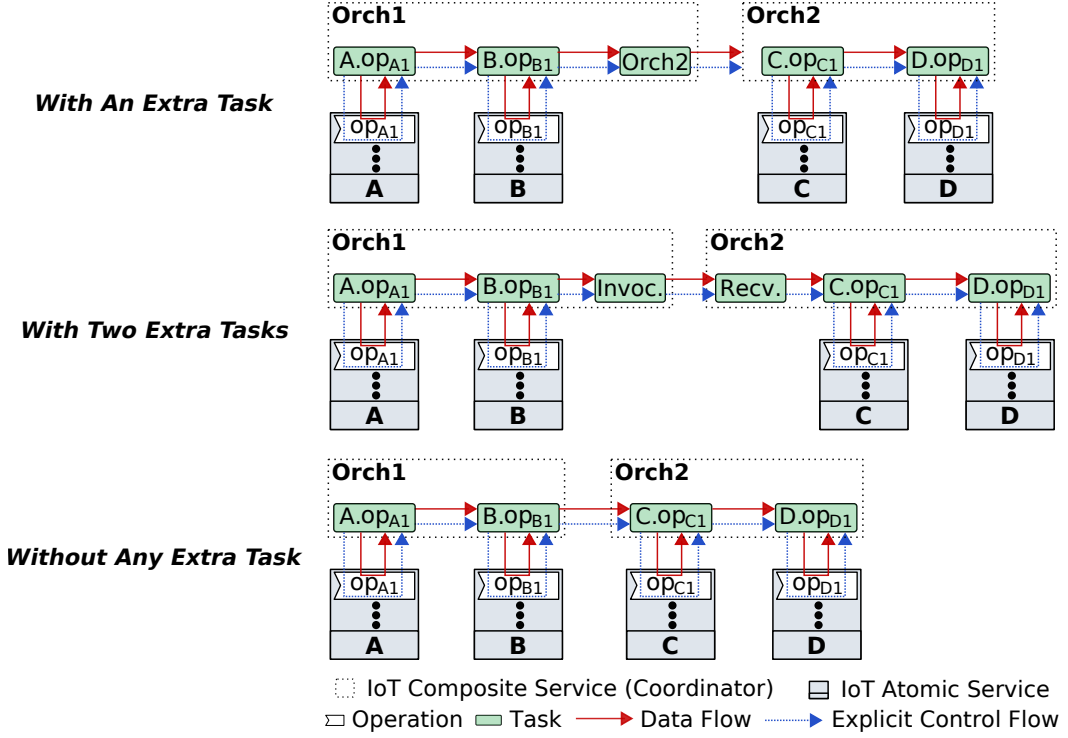 Orch1 Orch2
A.opA1 B.opB1 Orch2 C.opC1 D.opD1
With An Extra Task
opA1 opB1 opC1 opD1
A B C D
Orch1 Orch2
A.opA1 B.opB1 Invoc. Recv. C.opC1 D.opD1
With Two Extra Tasks
opA1 opB1 opC1 opD1
A B C D
Orch1 Orch2
A.opA1 B.opB1 C.opC1 D.opD1
Without Any Extra Task
opA1 opB1 opC1 opD1
A B C D
IoT Composite Service (Coordinator) IoT Atomic Service
Operation Task Data Flow Explicit Control Flow